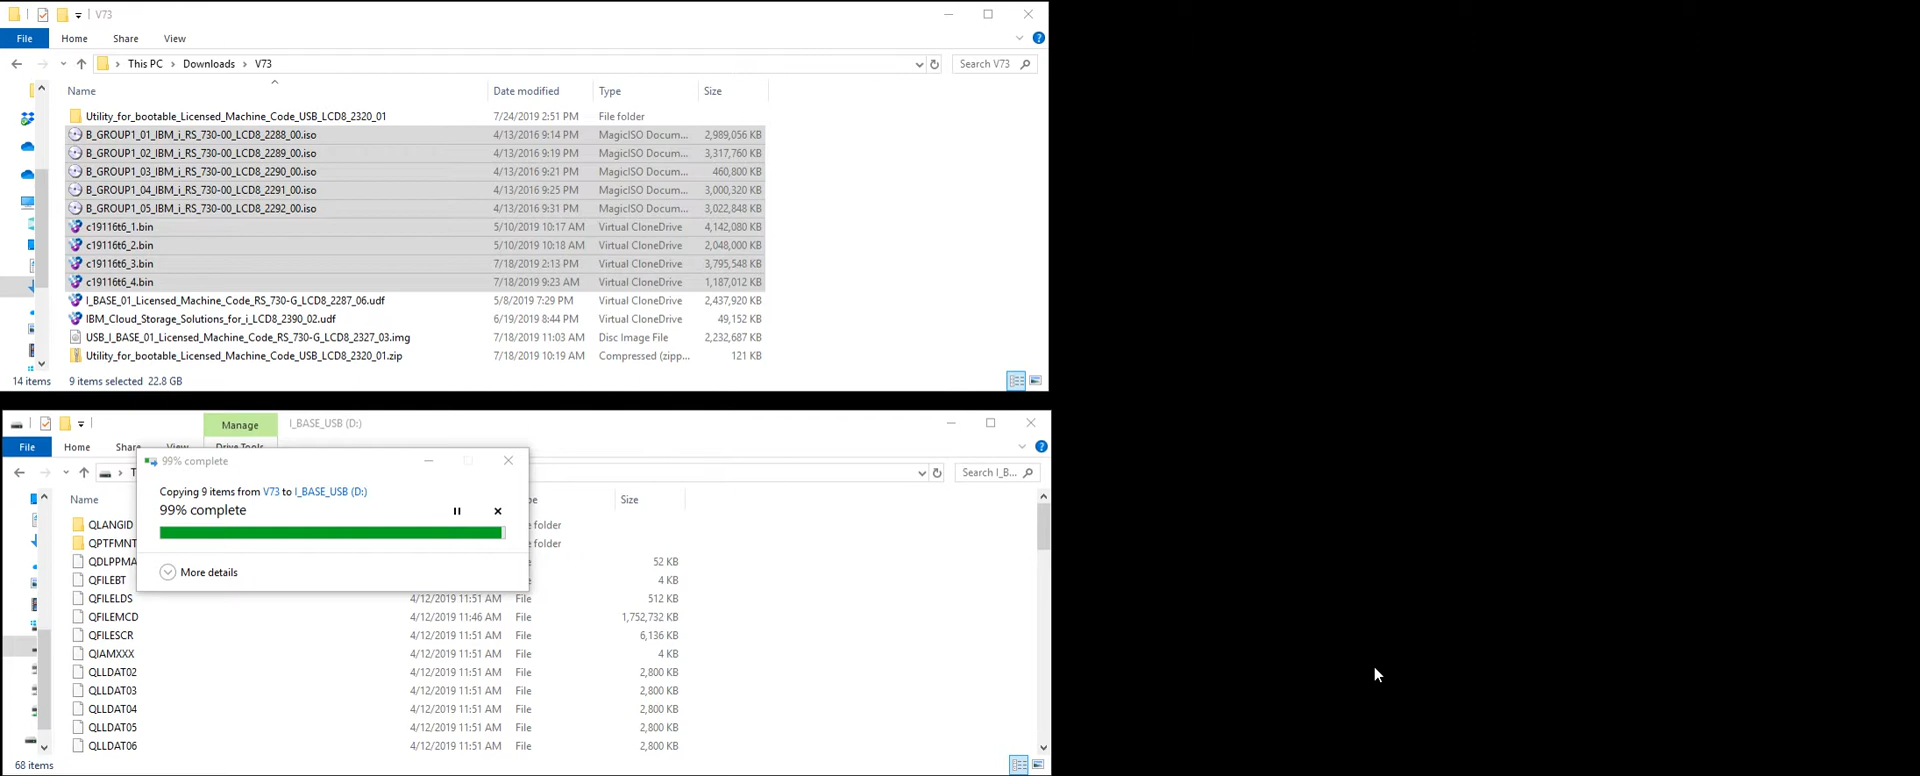 V73
File Home Share View
This PC Downloads V73 Search V73
Name Date modified Type Size
Utility_for_bootable_Licensed_Machine_Code_USB_LCD8_2320_01 7/24/2019 2:51 PM File folder
B_GROUP1_01_IBM_i_RS_730-00_LCD8_2288_00.iso 4/13/2016 9:14 PM MagicISO Docum... 2,989,056 KB
B_GROUP1_02_IBM_i_RS_730-00_LCD8_2289_00.iso 4/13/2016 9:19 PM MagicISO Docum... 3,317,760 KB
B_GROUP1_03_IBM_i_RS_730-00_LCD8_2290_00.iso 4/13/2016 9:21 PM MagicISO Docum... 460,800 KB
B_GROUP1_04_IBM_i_RS_730-00_LCD8_2291_00.iso 4/13/2016 9:25 PM MagicISO Docum... 3,000,320 KB
B_GROUP1_05_IBM_i_RS_730-00_LCD8_2292_00.iso 4/13/2016 9:31 PM MagicISO Docum... 3,022,848 KB
c19116t6_1.bin 5/10/2019 10:17 AM Virtual CloneDrive 4,142,080 KB
c19116t6_2.bin 5/10/2019 10:18 AM Virtual CloneDrive 2,048,000 KB
c19116t6_3.bin 7/18/2019 2:13 PM Virtual CloneDrive 3,795,548 KB
c19116t6_4.bin 7/18/2019 9:23 AM Virtual CloneDrive 1,187,012 KB
I_BASE_01_Licensed_Machine_Code_RS_730-G_LCD8_2287_06.udf 5/8/2019 7:29 PM Virtual CloneDrive 2,437,920 KB
IBM_Cloud_Storage_Solutions_for_i_LCD8_2390_02.udf 6/19/2019 8:44 PM Virtual CloneDrive 49,152 KB
USB_I_BASE_01_Licensed_Machine_Code_RS_730-G_LCD8_2327_03.img 7/18/2019 11:03 AM Disc Image File 2,232,687 KB
Utility_for_bootable_Licensed_Machine_Code_USB_LCD8_2320_01.zip 7/18/2019 10:19 AM Compressed (zipp... 121 KB
14 items 9 items selected 22.8 GB
Manage I_BASE_USB (D:)
File Home Share View Drive Tools
Search I_B...
99% complete
Copying 9 items from V73 to I_BASE_USB (D:)
99% complete
More details
Name Size
QLANGID folder
QPTFMNT folder
QDLPPMA 52 KB
QFILEBT 4 KB
QFILELDS 4/12/2019 11:51 AM File 512 KB
QFILEMCD 4/12/2019 11:46 AM File 1,752,732 KB
QFILESCR 4/12/2019 11:51 AM File 6,136 KB
QIAMXXX 4/12/2019 11:51 AM File 4 KB
QLLDAT02 4/12/2019 11:51 AM File 2,800 KB
QLLDAT03 4/12/2019 11:51 AM File 2,800 KB
QLLDAT04 4/12/2019 11:51 AM File 2,800 KB
QLLDAT05 4/12/2019 11:51 AM File 2,800 KB
QLLDAT06 4/12/2019 11:51 AM File 2,800 KB
68 items